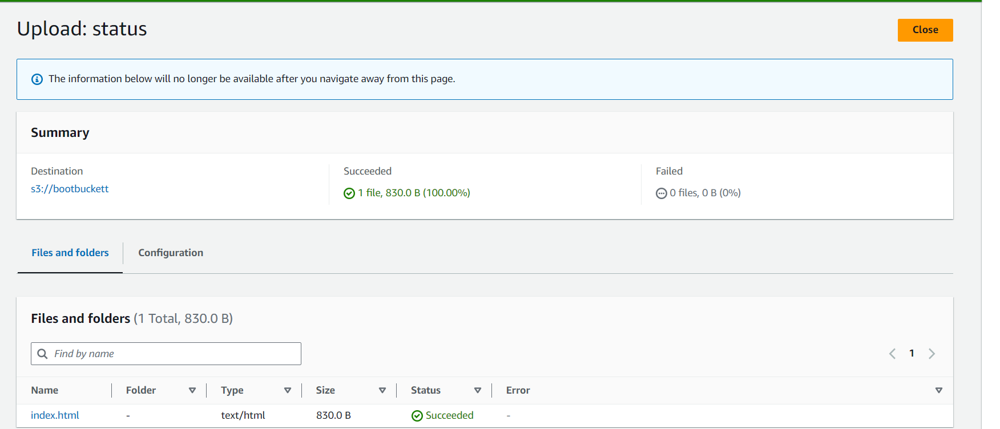 Upload: status
Close
The information below will no longer be available after you navigate away from this page.
Summary
Destination
s3://bootbuckett
Succeeded
1 file, 830.0 B (100.00%)
Failed
0 files, 0 B (0%)
Files and folders
Configuration
Files and folders (1 Total, 830.0 B)
Find by name
1
Name Folder Type Size Status Error
index.html - text/html 830.0 B Succeeded -